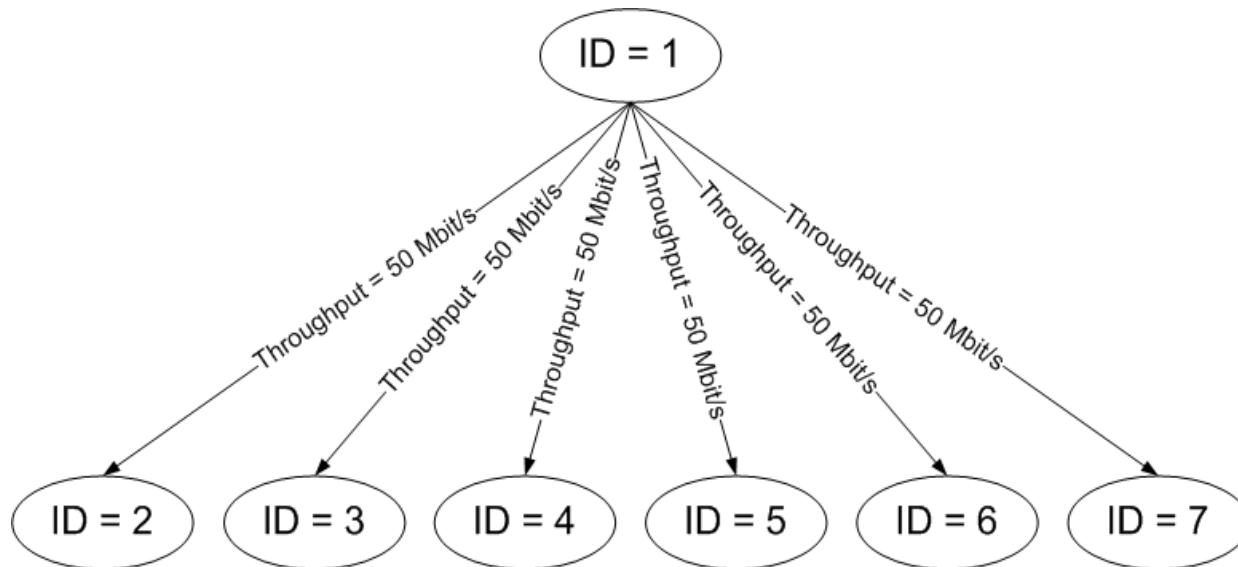 ID = 1
Throughput = 50 Mbit/s
Throughput = 50 Mbit/s
Throughput = 50 Mbit/s
Throughput = 50 Mbit/s
Throughput = 50 Mbit/s
Throughput = 50 Mbit/s
ID = 2
ID = 3
ID = 4
ID = 5
ID = 6
ID = 7